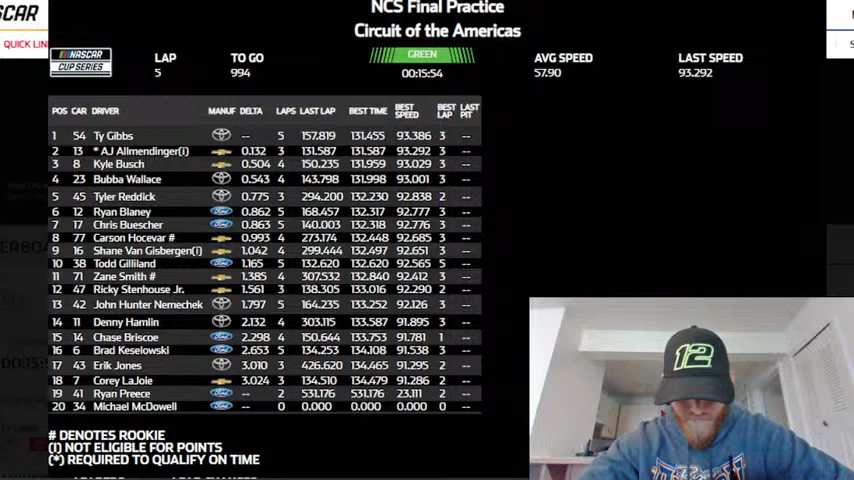 NCS Final Practice
SCAR
Circuit of the Americas
QUICK LIN
NASCAR
CUP SERIES
LAP TO GO GREEN AVG SPEED LAST SPEED
5 994 00:15:54 57.90 93.292
POS CAR DRIVER MANUF DELTA LAPS LAST LAP BEST TIME BEST SPEED BEST LAP LAST PIT
1 54 Ty Gibbs -- 5 157.819 131.455 93.386 3 --
2 13 * AJ Allmendinger(i) 0.132 3 131.587 131.587 93.292 3 --
3 8 Kyle Busch 0.504 4 150.235 131.959 93.029 3 --
4 23 Bubba Wallace 0.543 4 143.798 131.998 93.001 3 --
5 45 Tyler Reddick 0.775 3 294.200 132.230 92.838 2 --
6 12 Ryan Blaney 0.862 5 168.457 132.317 92.777 3 --
7 17 Chris Buescher 0.863 5 140.003 132.318 92.776 3 --
8 77 Carson Hocevar # 0.993 4 273.174 132.448 92.685 3 --
9 16 Shane Van Gisbergen(i) 1.042 4 299.444 132.497 92.651 3 --
10 38 Todd Gilliland 1.165 5 132.620 132.620 92.565 5 --
11 71 Zane Smith # 1.385 4 307.532 132.840 92.412 3 --
12 47 Ricky Stenhouse Jr. 1.561 3 138.305 133.016 92.290 2 --
13 42 John Hunter Nemechek 1.797 5 164.235 133.252 92.126 3 --
14 11 Denny Hamlin 2.132 4 303.115 133.587 91.895 3 --
15 14 Chase Briscoe 2.298 4 150.644 133.753 91.781 1 --
16 6 Brad Keselowski 2.653 5 134.253 134.108 91.538 3 --
17 43 Erik Jones 3.010 3 426.620 134.465 91.295 2 --
18 7 Corey LaJoie 3.024 3 134.510 134.479 91.286 2 --
19 41 Ryan Preece -- 2 531.176 531.176 23.111 2 --
20 34 Michael McDowell -- 0 0.000 0.000 0.000 0 --
# DENOTES ROOKIE
(i) NOT ELIGIBLE FOR POINTS
(*) REQUIRED TO QUALIFY ON TIME
12